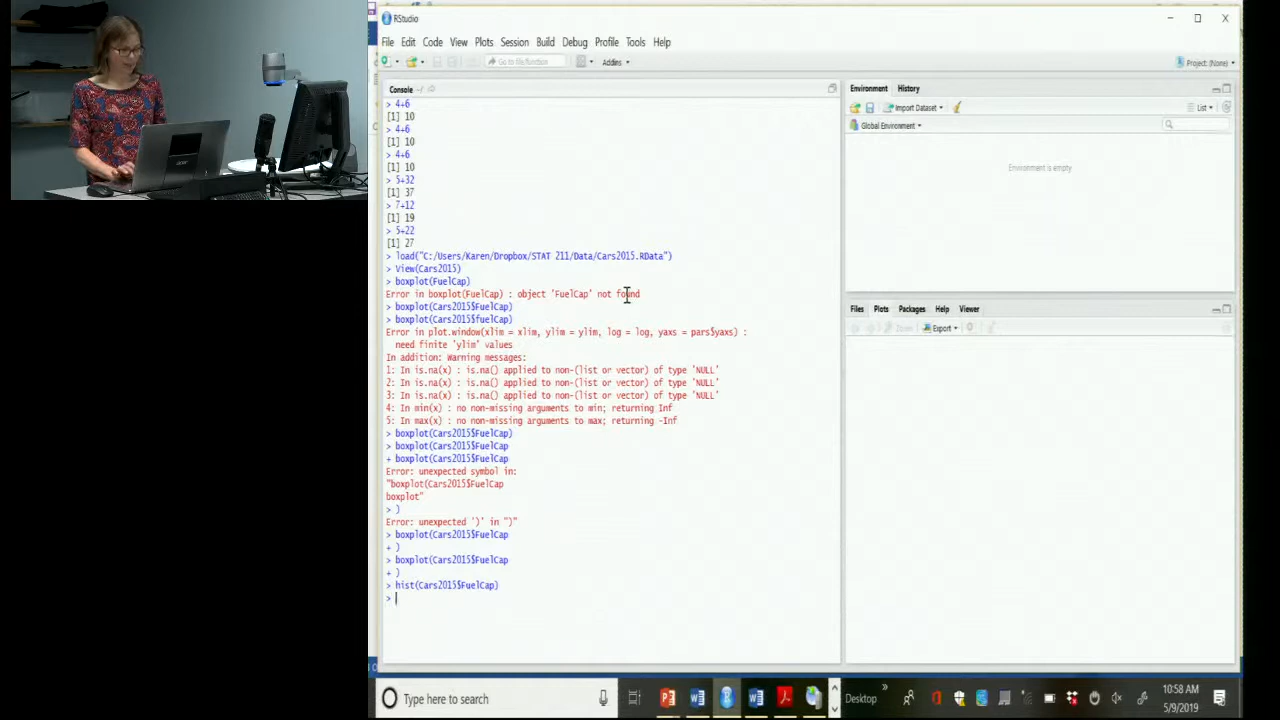 RStudio
File Edit Code View Plots Session Build Debug Profile Tools Help
Go to file/function Addins
Project: (None)
Console
> 4+6
[1] 10
> 4+6
[1] 10
> 4+6
[1] 10
> 5+32
[1] 37
> 7+12
[1] 19
> 5+22
[1] 27
> load("C:/Users/Karen/Dropbox/STAT 211/Data/Cars2015.RData")
> View(Cars2015)
> boxplot(FuelCap)
Error in boxplot(FuelCap) : object 'FuelCap' not found
> boxplot(Cars2015$FuelCap)
> boxplot(Cars2015$fuelCap)
Error in plot.window(xlim = xlim, ylim = ylim, log = log, yaxs = pars$yaxs) :
need finite 'ylim' values
In addition: Warning messages:
1: In is.na(x) : is.na() applied to non-(list or vector) of type 'NULL'
2: In is.na(x) : is.na() applied to non-(list or vector) of type 'NULL'
3: In is.na(x) : is.na() applied to non-(list or vector) of type 'NULL'
4: In min(x) : no non-missing arguments to min; returning Inf
5: In max(x) : no non-missing arguments to max; returning -Inf
> boxplot(Cars2015$FuelCap)
> boxplot(Cars2015$FuelCap
+ boxplot(Cars2015$FuelCap
Error: unexpected symbol in:
"boxplot(Cars2015$FuelCap
boxplot"
> )
Error: unexpected ')' in ")"
> boxplot(Cars2015$FuelCap
+ )
> boxplot(Cars2015$FuelCap
+ )
> hist(Cars2015$FuelCap)
>
Environment History
Import Dataset List
Global Environment
Environment is empty
Files Plots Packages Help Viewer
Zoom Export
Type here to search
Desktop
10:58 AM
5/9/2019